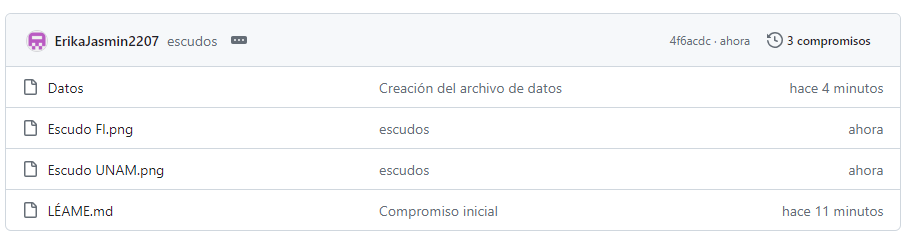 ErikaJasmin2207 escudos 4f6acdc · ahora 3 compromisos
Datos Creación del archivo de datos hace 4 minutos
Escudo FI.png escudos ahora
Escudo UNAM.png escudos ahora
LÉAME.md Compromiso inicial hace 11 minutos